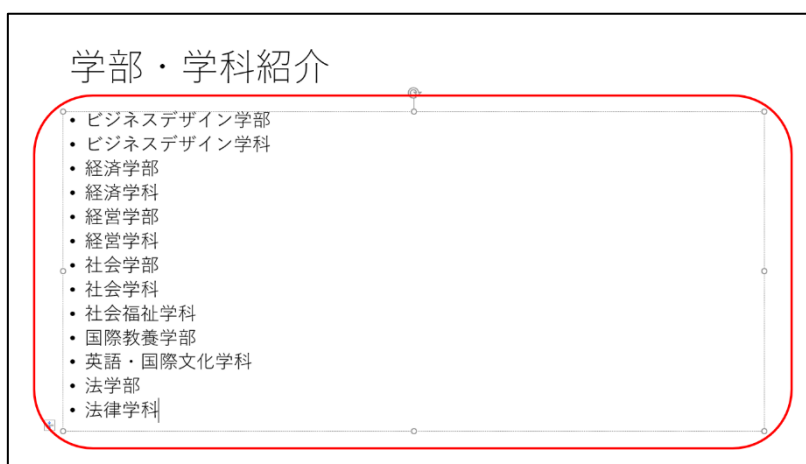 学部・学科紹介
• ビジネスデザイン学部
• ビジネスデザイン学科
• 経済学部
• 経済学科
• 経営学部
• 経営学科
• 社会学部
• 社会学科
• 社会福祉学科
• 国際教養学部
• 英語・国際文化学科
• 法学部
• 法律学科